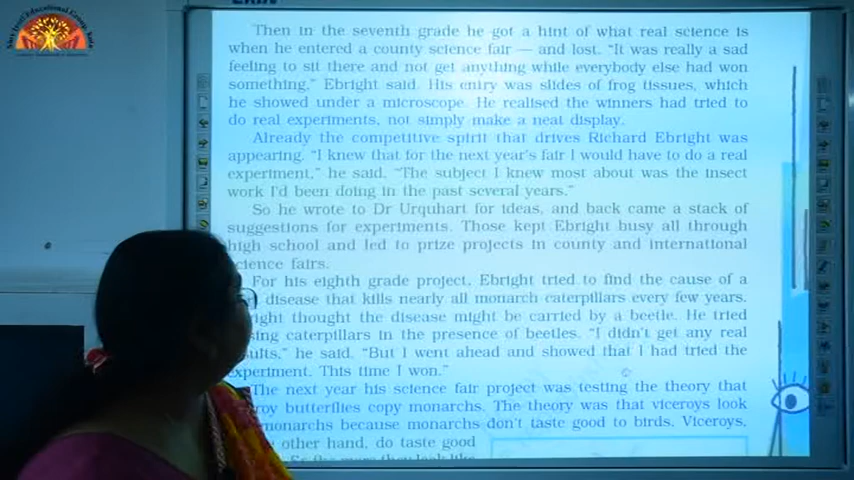 Then in the seventh grade he got a hint of what real science is
when he entered a county science fair — and lost. “It was really a sad
feeling to sit there and not get anything while everybody else had won
something,” Ebright said. His entry was slides of frog tissues, which
he showed under a microscope. He realised the winners had tried to
do real experiments, not simply make a neat display.
Already the competitive spirit that drives Richard Ebright was
appearing. “I knew that for the next year's fair I would have to do a real
experiment,” he said. “The subject I knew most about was the insect
work I'd been doing in the past several years.”
So he wrote to Dr Urquhart for ideas, and back came a stack of
suggestions for experiments. Those kept Ebright busy all through
high school and led to prize projects in county and international
science fairs.
For his eighth grade project, Ebright tried to find the cause of a
disease that kills nearly all monarch caterpillars every few years.
thought the disease might be carried by a beetle. He tried
caterpillars in the presence of beetles. “I didn't get any real
he said. “But I went ahead and showed that I had tried the
experiment. This time I won.”
The next year his science fair project was testing the theory that
butterflies copy monarchs. The theory was that viceroys look
monarchs because monarchs don't taste good to birds. Viceroys,
other hand, do taste good
So the more they look like